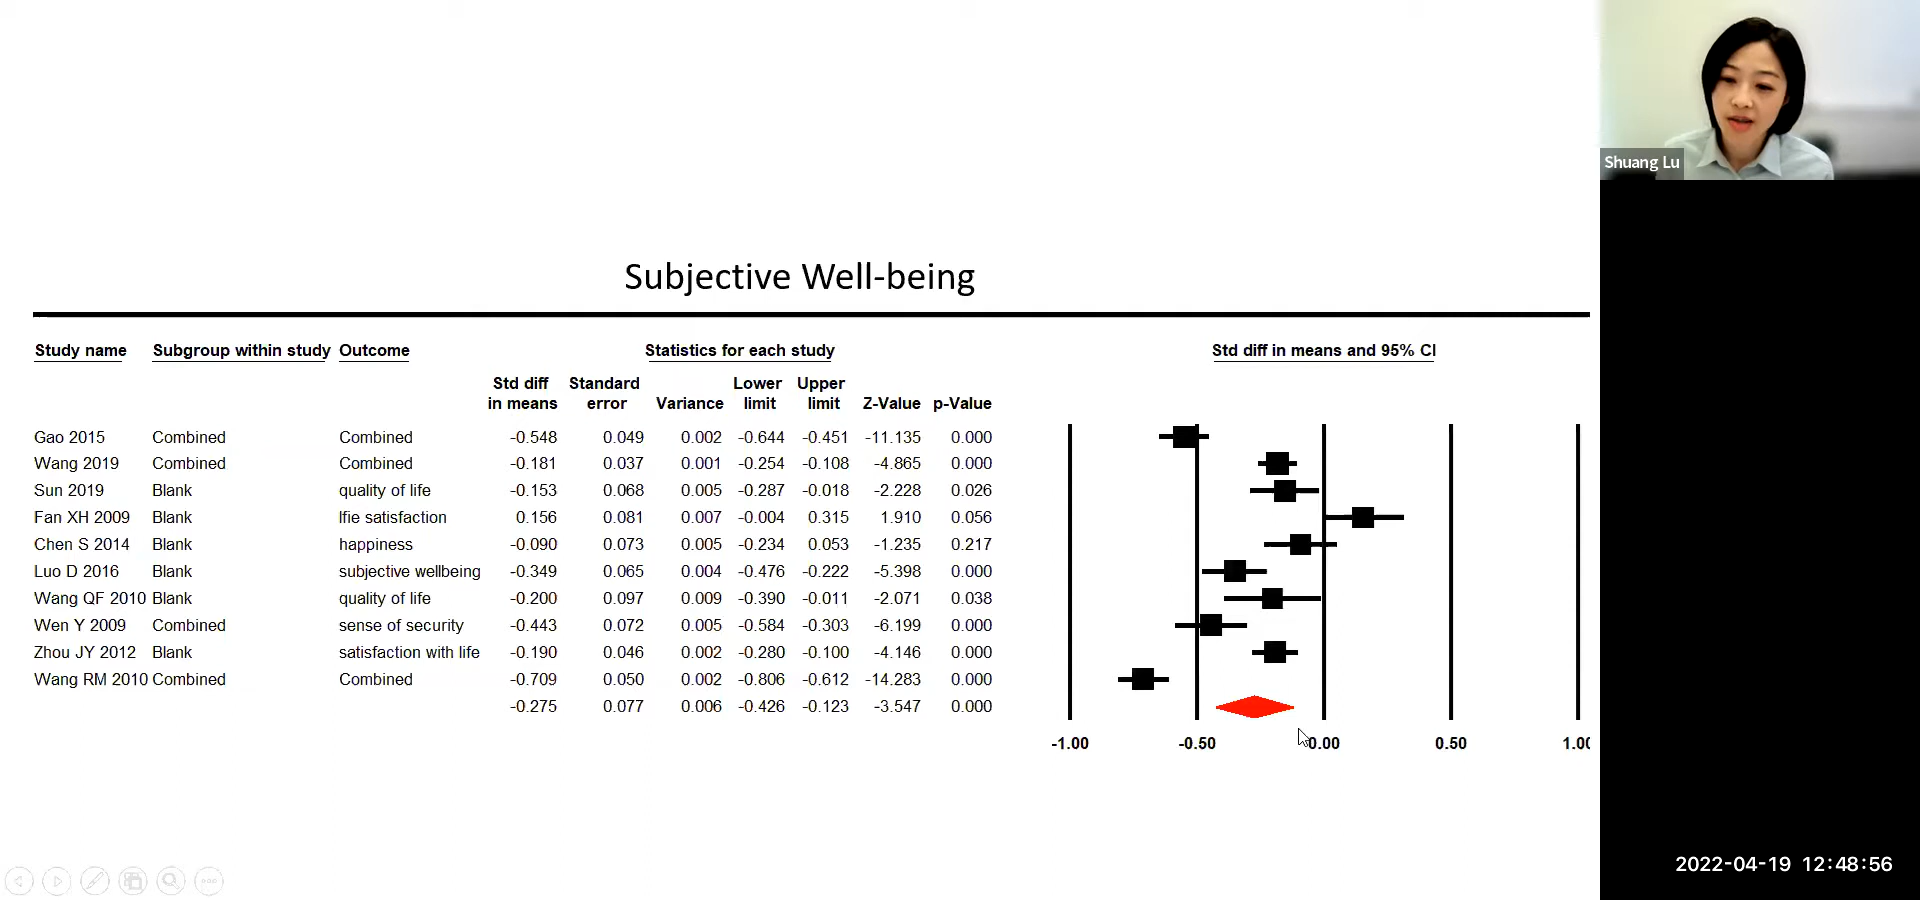 Shuang Lu
Subjective Well-being
Study name Subgroup within study Outcome Statistics for each study Std diff in means and 95% CI
Std diff Standard Lower Upper
in means error Variance limit limit Z-Value p-Value
Gao 2015 Combined Combined -0.548 0.049 0.002 -0.644 -0.451 -11.135 0.000
Wang 2019 Combined Combined -0.181 0.037 0.001 -0.254 -0.108 -4.865 0.000
Sun 2019 Blank quality of life -0.153 0.068 0.005 -0.287 -0.018 -2.228 0.026
Fan XH 2009 Blank lfie satisfaction 0.156 0.081 0.007 -0.004 0.315 1.910 0.056
Chen S 2014 Blank happiness -0.090 0.073 0.005 -0.234 0.053 -1.235 0.217
Luo D 2016 Blank subjective wellbeing -0.349 0.065 0.004 -0.476 -0.222 -5.398 0.000
Wang QF 2010 Blank quality of life -0.200 0.097 0.009 -0.390 -0.011 -2.071 0.038
Wen Y 2009 Combined sense of security -0.443 0.072 0.005 -0.584 -0.303 -6.199 0.000
Zhou JY 2012 Blank satisfaction with life -0.190 0.046 0.002 -0.280 -0.100 -4.146 0.000
Wang RM 2010 Combined Combined -0.709 0.050 0.002 -0.806 -0.612 -14.283 0.000
-0.275 0.077 0.006 -0.426 -0.123 -3.547 0.000
-1.00 -0.50 0.00 0.50 1.00
2022-04-19 12:48:56